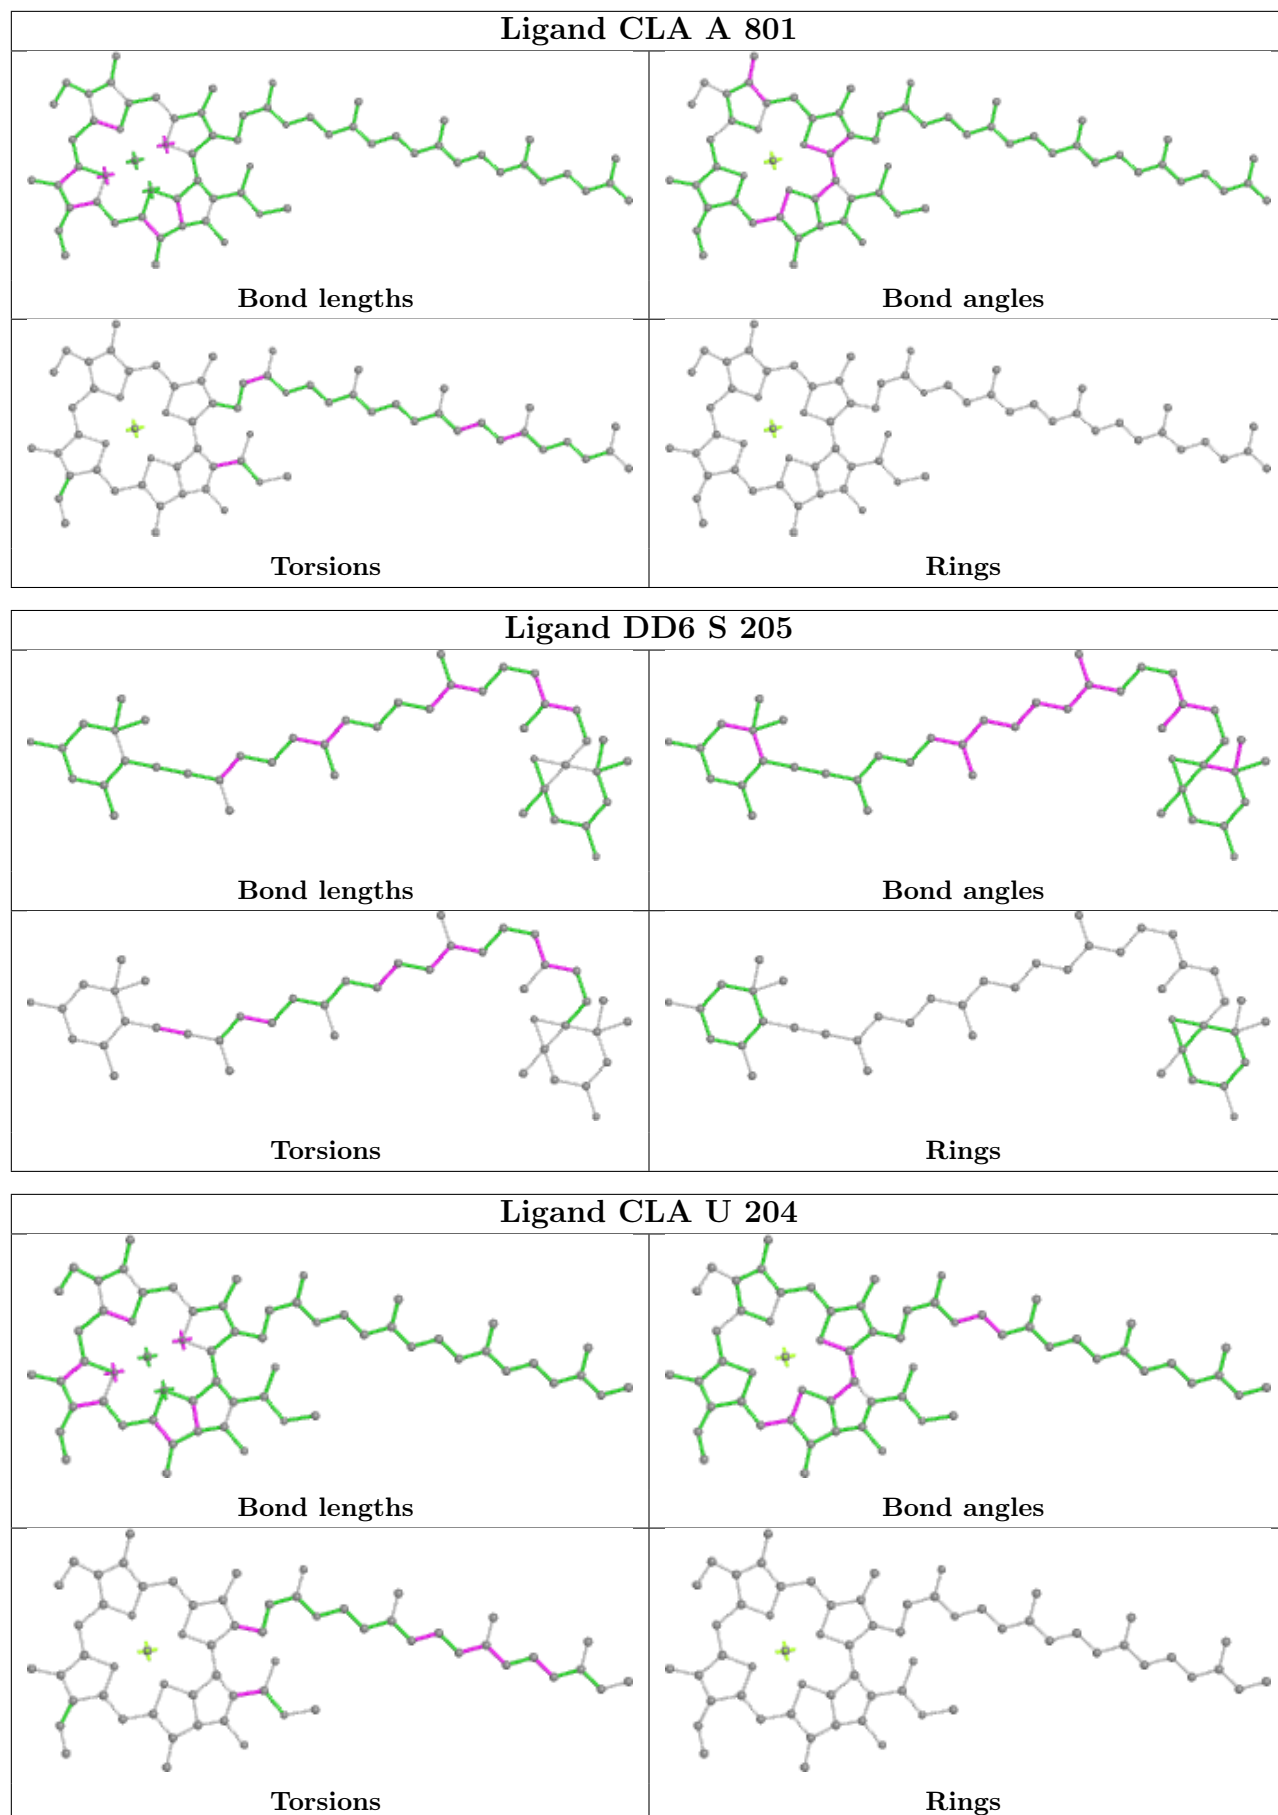 Ligand CLA A 801
Bond lengths
Bond angles
Torsions
Rings
Ligand DD6 S 205
Bond lengths
Bond angles
Torsions
Rings
Ligand CLA U 204
Bond lengths
Bond angles
Torsions
Rings